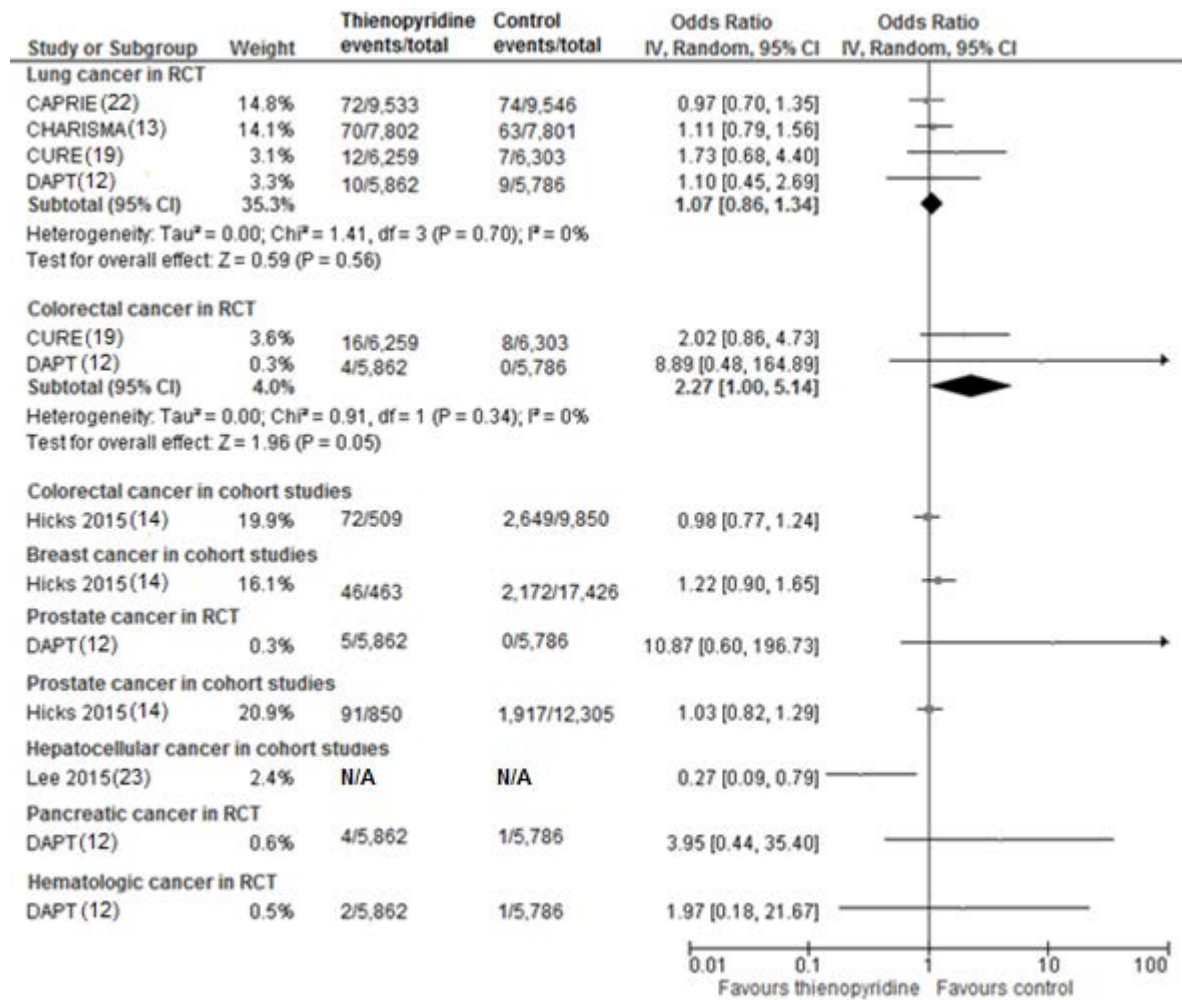 Thienopyridine Control Odds Ratio Odds Ratio
Study or Subgroup Weight events/total events/total IV, Random, 95% CI IV, Random, 95% CI
Lung cancer in RCT
CAPRIE(22) 14.8% 72/9,533 74/9,546 0.97 [0.70, 1.35]
CHARISMA(13) 14.1% 70/7,802 63/7,801 1.11 [0.79, 1.56]
CURE(19) 3.1% 12/6,259 7/6,303 1.73 [0.68, 4.40]
DAPT(12) 3.3% 10/5,862 9/5,786 1.10 [0.45, 2.69]
Subtotal (95% CI) 35.3% 1.07 [0.86, 1.34]
Heterogeneity: Tau² = 0.00; Chi² = 1.41, df = 3 (P = 0.70); I² = 0%
Test for overall effect: Z = 0.59 (P = 0.56)
Colorectal cancer in RCT
CURE(19) 3.6% 16/6,259 8/6,303 2.02 [0.86, 4.73]
DAPT (12) 0.3% 4/5,862 0/5,786 8.89 [0.48, 164.89]
Subtotal (95% CI) 4.0% 2.27 [1.00, 5.14]
Heterogeneity: Tau² = 0.00; Chi² = 0.91, df = 1 (P = 0.34); I² = 0%
Test for overall effect: Z = 1.96 (P = 0.05)
Colorectal cancer in cohort studies
Hicks 2015(14) 19.9% 72/509 2,649/9,850 0.98 [0.77, 1.24]
Breast cancer in cohort studies
Hicks 2015(14) 16.1% 46/463 2,172/17,426 1.22 [0.90, 1.65]
Prostate cancer in RCT
DAPT(12) 0.3% 5/5,862 0/5,786 10.87 [0.60, 196.73]
Prostate cancer in cohort studies
Hicks 2015(14) 20.9% 91/850 1,917/12,305 1.03 [0.82, 1.29]
Hepatocellular cancer in cohort studies
Lee 2015(23) 2.4% N/A N/A 0.27 [0.09, 0.79]
Pancreatic cancer in RCT
DAPT(12) 0.6% 4/5,862 1/5,786 3.95 [0.44, 35.40]
Hematologic cancer in RCT
DAPT (12) 0.5% 2/5,862 1/5,786 1.97 [0.18, 21.67]
0.01 0.1 1 10 100
Favours thienopyridine Favours control